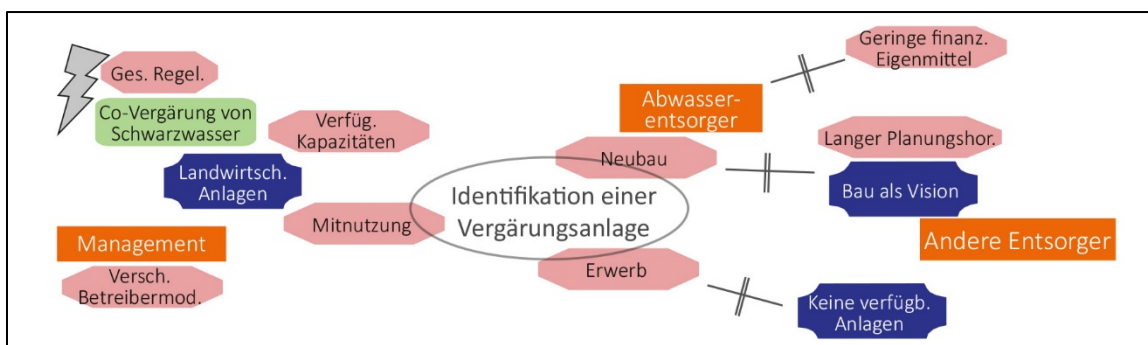 Ges. Regel.
Co-Vergärung von
Schwarzwasser
Verfüg.
Kapazitäten
Landwirtsch.
Anlagen
Mitnutzung
Management
Versch.
Betreibermod.
Identifikation einer
Vergärungsanlage
Geringe finanz.
Eigenmittel
Abwasser-
entsorger
Neubau
Langer Planungshor.
Bau als Vision
Andere Entsorger
Erwerb
Keine verfügb.
Anlagen